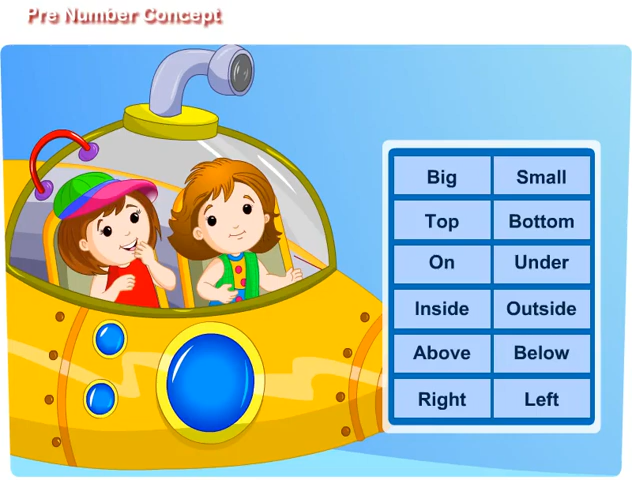 Pre Number Concept
Big Small
Top Bottom
On Under
Inside Outside
Above Below
Right Left